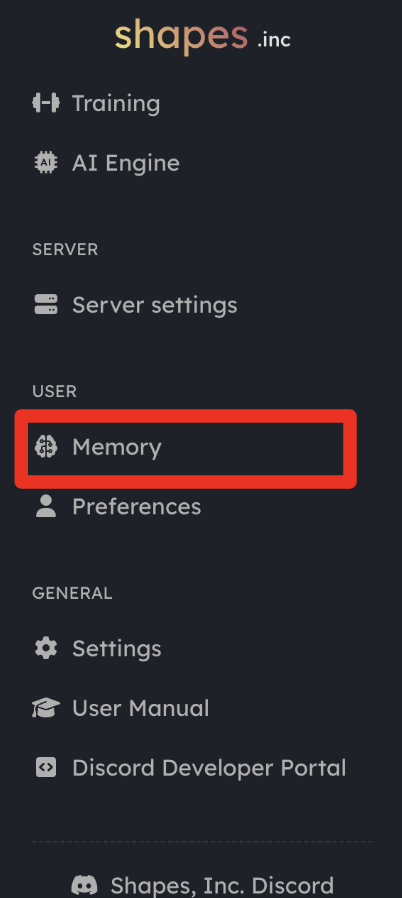 shapes .inc
Training
AI Engine
SERVER
Server settings
USER
Memory
Preferences
GENERAL
Settings
User Manual
Discord Developer Portal
Shapes, Inc. Discord